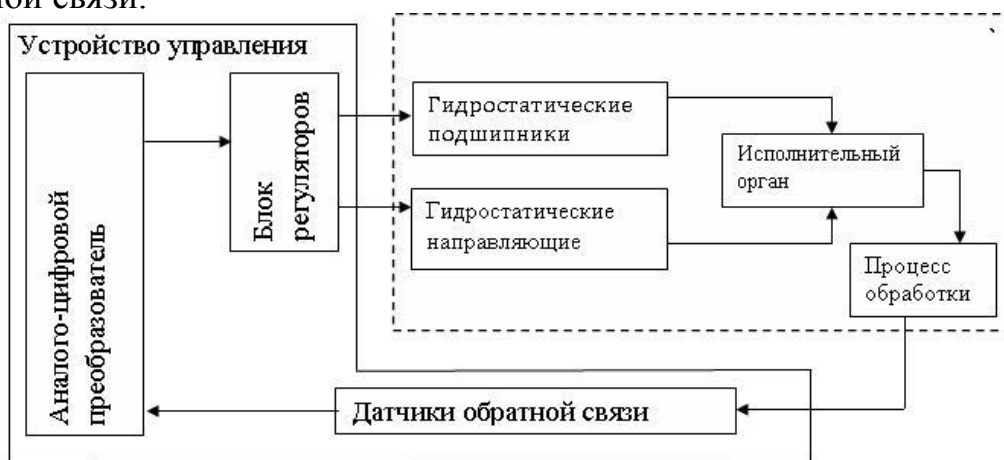 ной связи.
Устройство управления
Аналого-цифровой
преобразователь
Блок
регуляторов
Гидростатические
подшипники
Гидростатические
направляющие
Исполнительный
орган
Процесс
обработки
Датчики обратной связи